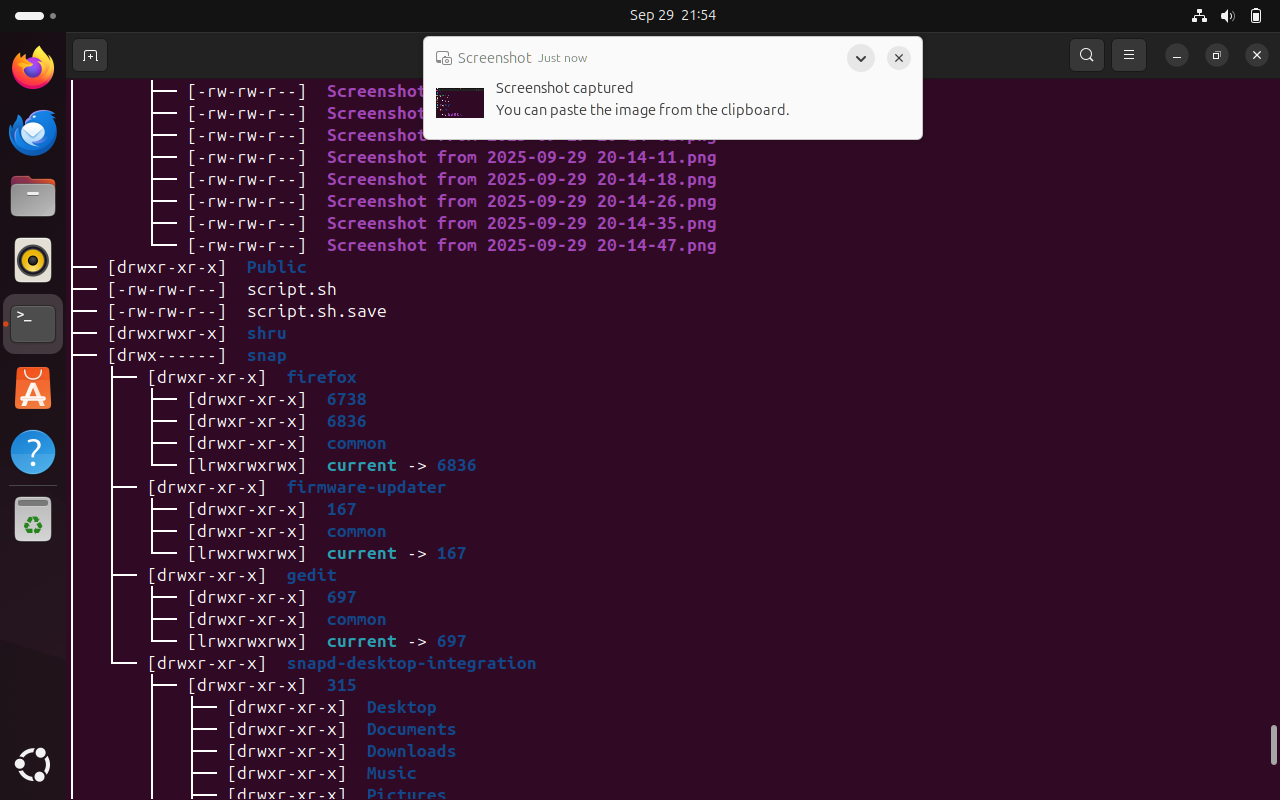 Sep 29 21:54
Screenshot Just now
Screenshot captured
You can paste the image from the clipboard.
├── [-rw-rw-r--]  Screenshot
├── [-rw-rw-r--]  Screenshot
├── [-rw-rw-r--]  Screenshot
├── [-rw-rw-r--]  Screenshot from 2025-09-29 20-14-11.png
├── [-rw-rw-r--]  Screenshot from 2025-09-29 20-14-18.png
├── [-rw-rw-r--]  Screenshot from 2025-09-29 20-14-26.png
├── [-rw-rw-r--]  Screenshot from 2025-09-29 20-14-35.png
└── [-rw-rw-r--]  Screenshot from 2025-09-29 20-14-47.png
├── [drwxr-xr-x]  Public
├── [-rw-rw-r--]  script.sh
├── [-rw-rw-r--]  script.sh.save
├── [drwxrwxr-x]  shru
├── [drwx------]  snap
├── [drwxr-xr-x]  firefox
├── [drwxr-xr-x]  6738
├── [drwxr-xr-x]  6836
├── [drwxr-xr-x]  common
└── [lrwxrwxrwx]  current -> 6836
├── [drwxr-xr-x]  firmware-updater
├── [drwxr-xr-x]  167
├── [drwxr-xr-x]  common
└── [lrwxrwxrwx]  current -> 167
├── [drwxr-xr-x]  gedit
├── [drwxr-xr-x]  697
├── [drwxr-xr-x]  common
└── [lrwxrwxrwx]  current -> 697
└── [drwxr-xr-x]  snapd-desktop-integration
├── [drwxr-xr-x]  315
├── [drwxr-xr-x]  Desktop
├── [drwxr-xr-x]  Documents
├── [drwxr-xr-x]  Downloads
├── [drwxr-xr-x]  Music
├── [drwxr-xr-x]  Pictures